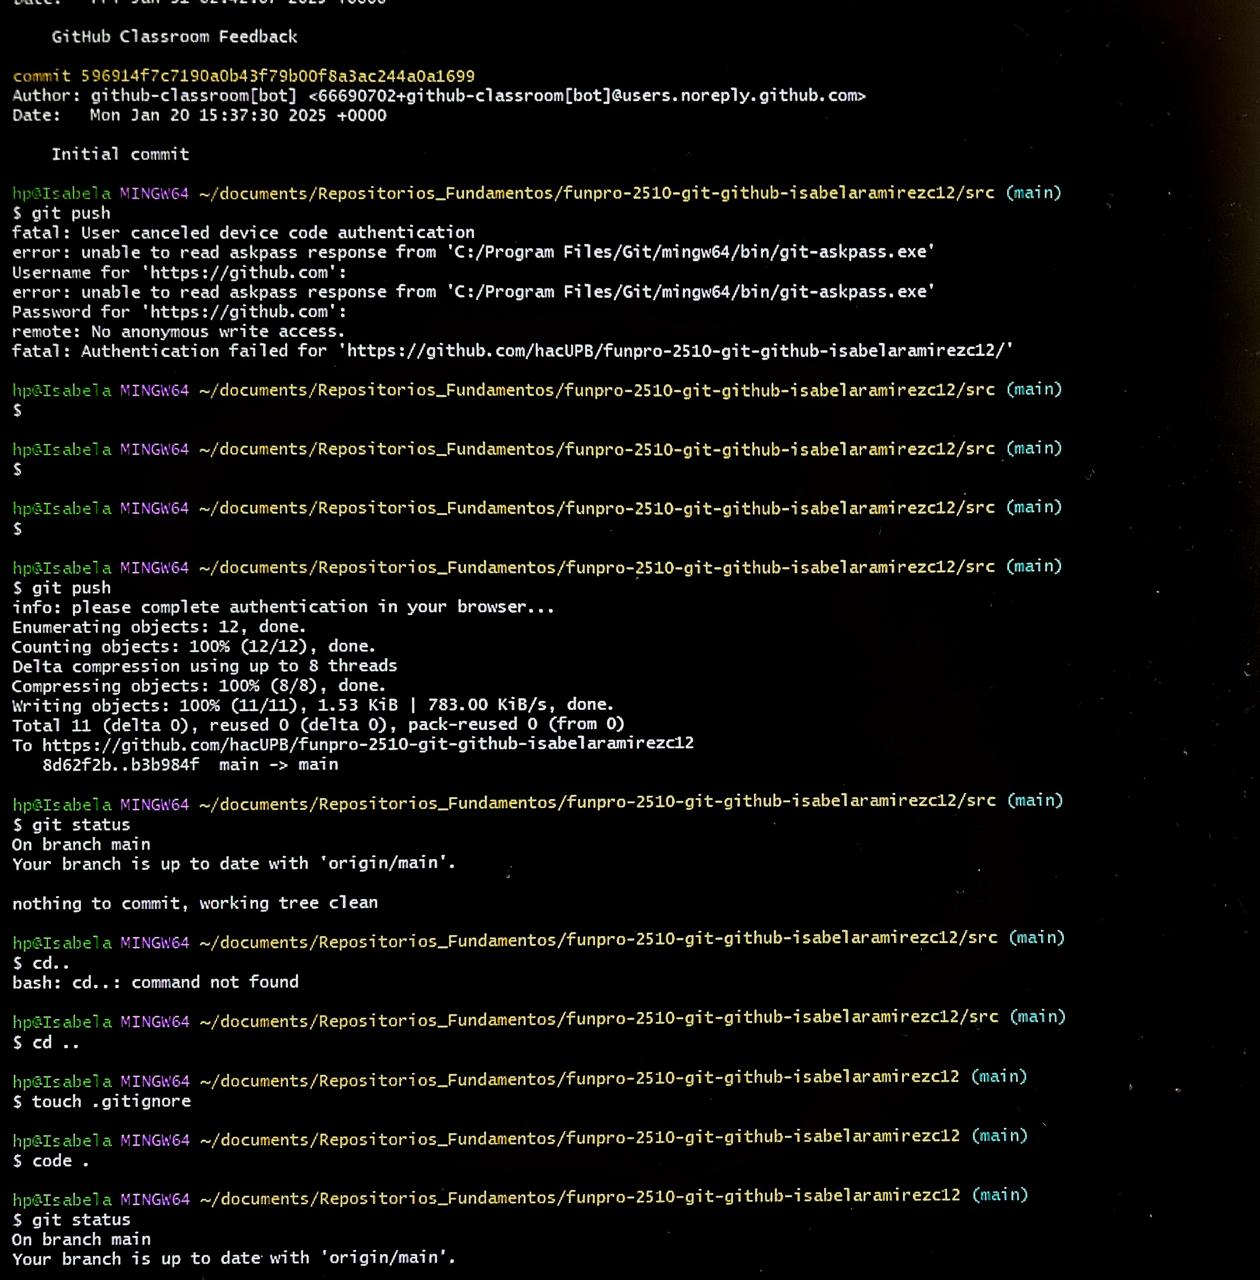 Date: Fri Jan 31 02:42:07 2025 +0000
GitHub Classroom Feedback
commit 596914f7c7190a0b43f79b00f8a3ac244a0a1699
Author: github-classroom[bot] <66690702+github-classroom[bot]@users.noreply.github.com>
Date:   Mon Jan 20 15:37:30 2025 +0000
Initial commit
hp@Isabela MINGW64 ~/documents/Repositorios_Fundamentos/funpro-2510-git-github-isabelaramirezc12/src (main)
$ git push
fatal: User canceled device code authentication
error: unable to read askpass response from 'C:/Program Files/Git/mingw64/bin/git-askpass.exe'
Username for 'https://github.com':
error: unable to read askpass response from 'C:/Program Files/Git/mingw64/bin/git-askpass.exe'
Password for 'https://github.com':
remote: No anonymous write access.
fatal: Authentication failed for 'https://github.com/hacUPB/funpro-2510-git-github-isabelaramirezc12/'
hp@Isabela MINGW64 ~/documents/Repositorios_Fundamentos/funpro-2510-git-github-isabelaramirezc12/src (main)
$
hp@Isabela MINGW64 ~/documents/Repositorios_Fundamentos/funpro-2510-git-github-isabelaramirezc12/src (main)
$
hp@Isabela MINGW64 ~/documents/Repositorios_Fundamentos/funpro-2510-git-github-isabelaramirezc12/src (main)
$
hp@Isabela MINGW64 ~/documents/Repositorios_Fundamentos/funpro-2510-git-github-isabelaramirezc12/src (main)
$ git push
info: please complete authentication in your browser...
Enumerating objects: 12, done.
Counting objects: 100% (12/12), done.
Delta compression using up to 8 threads
Compressing objects: 100% (8/8), done.
Writing objects: 100% (11/11), 1.53 KiB | 783.00 KiB/s, done.
Total 11 (delta 0), reused 0 (delta 0), pack-reused 0 (from 0)
To https://github.com/hacUPB/funpro-2510-git-github-isabelaramirezc12
   8d62f2b..b3b984f  main -> main
hp@Isabela MINGW64 ~/documents/Repositorios_Fundamentos/funpro-2510-git-github-isabelaramirezc12/src (main)
$ git status
On branch main
Your branch is up to date with 'origin/main'.
nothing to commit, working tree clean
hp@Isabela MINGW64 ~/documents/Repositorios_Fundamentos/funpro-2510-git-github-isabelaramirezc12/src (main)
$ cd..
bash: cd..: command not found
hp@Isabela MINGW64 ~/documents/Repositorios_Fundamentos/funpro-2510-git-github-isabelaramirezc12/src (main)
$ cd ..
hp@Isabela MINGW64 ~/documents/Repositorios_Fundamentos/funpro-2510-git-github-isabelaramirezc12 (main)
$ touch .gitignore
hp@Isabela MINGW64 ~/documents/Repositorios_Fundamentos/funpro-2510-git-github-isabelaramirezc12 (main)
$ code .
hp@Isabela MINGW64 ~/documents/Repositorios_Fundamentos/funpro-2510-git-github-isabelaramirezc12 (main)
$ git status
On branch main
Your branch is up to date with 'origin/main'.